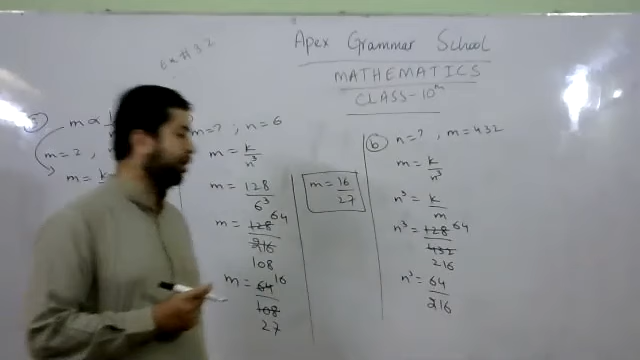 Apex Grammar School
MATHEMATICS
CLASS-10th
ex # 3.2
m ∝
m = 2 ,
m = k
m = ? ; n = 6
m = k/n³
m = 128/6³
m = 128/216
64
108
m = 64/108
16
27
m = 16/27
b n = ? , m = 432
m = k/n³
n³ = k/m
n³ = 128/432
64
216
n³ = 64/216